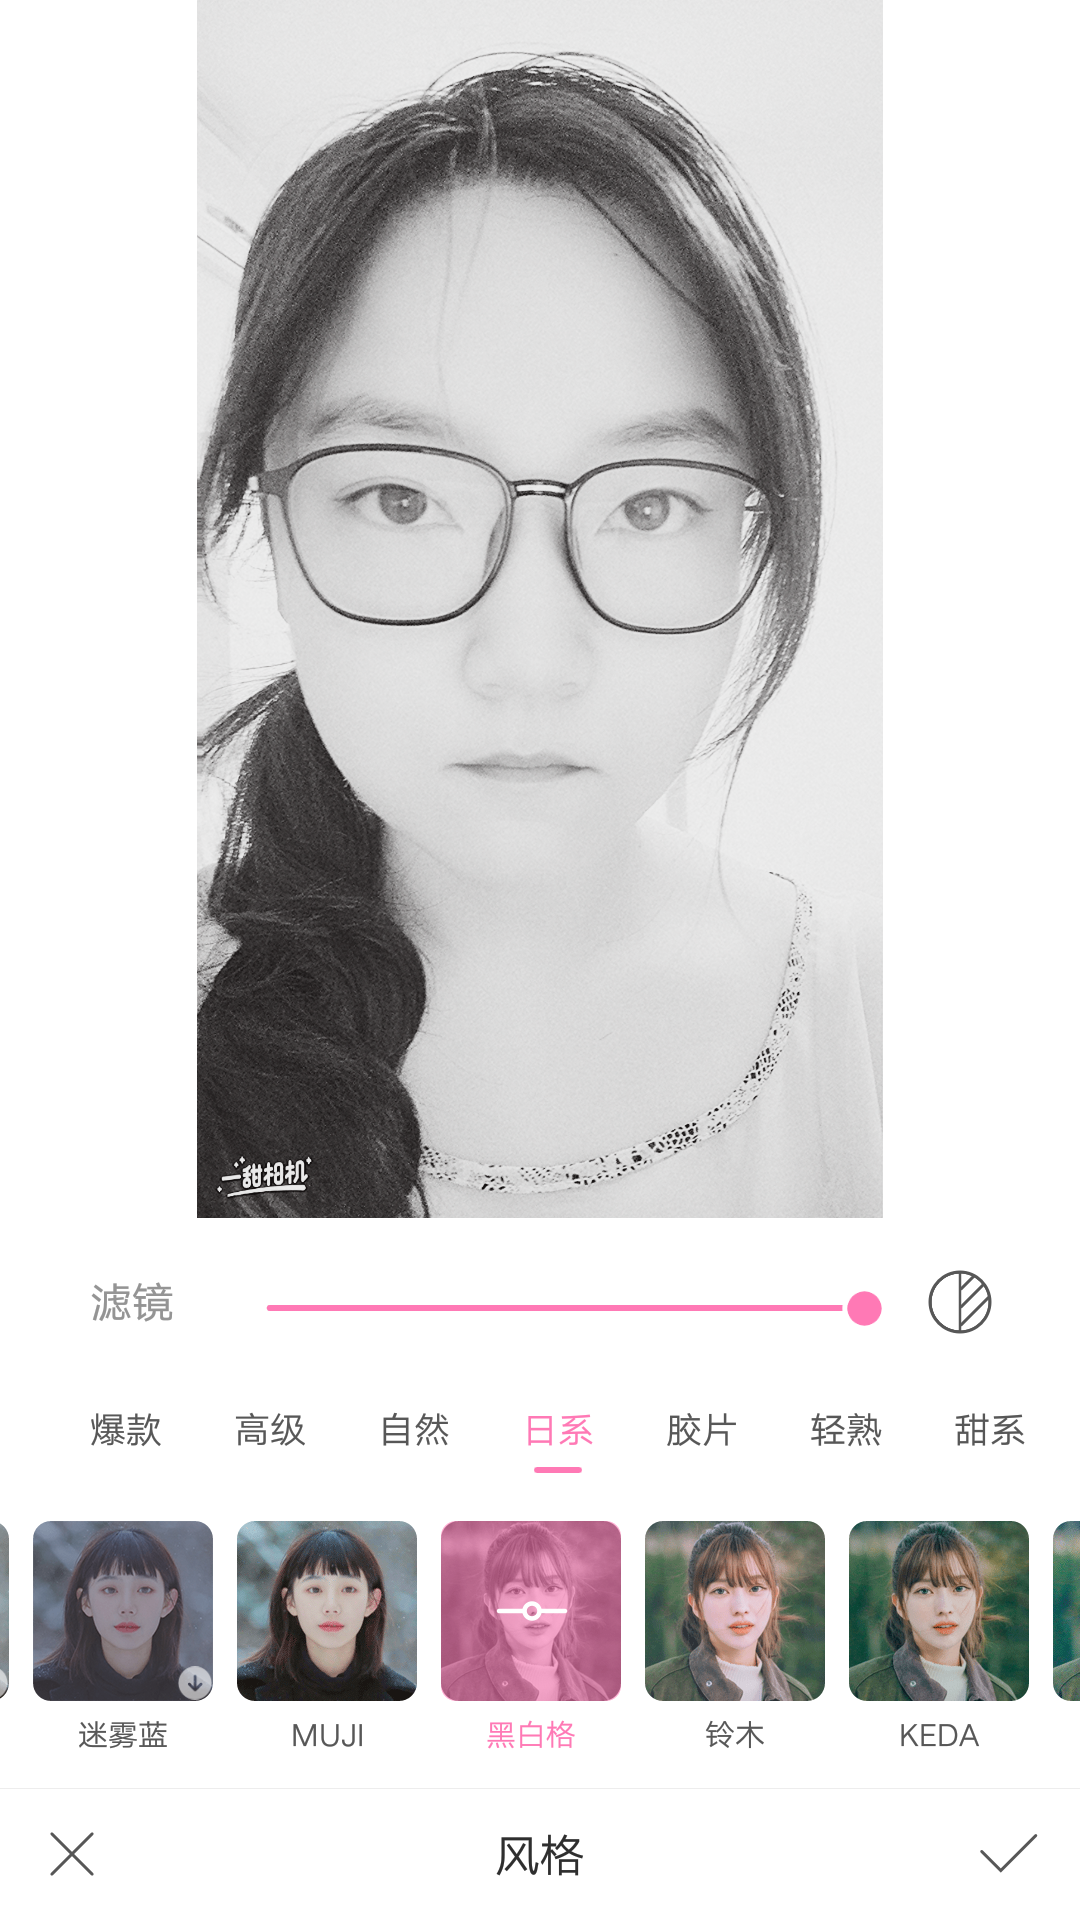 一甜相机
滤镜
爆款 高级 自然 日系 胶片 轻熟 甜系
迷雾蓝 MUJI 黑白格 铃木 KEDA
风格